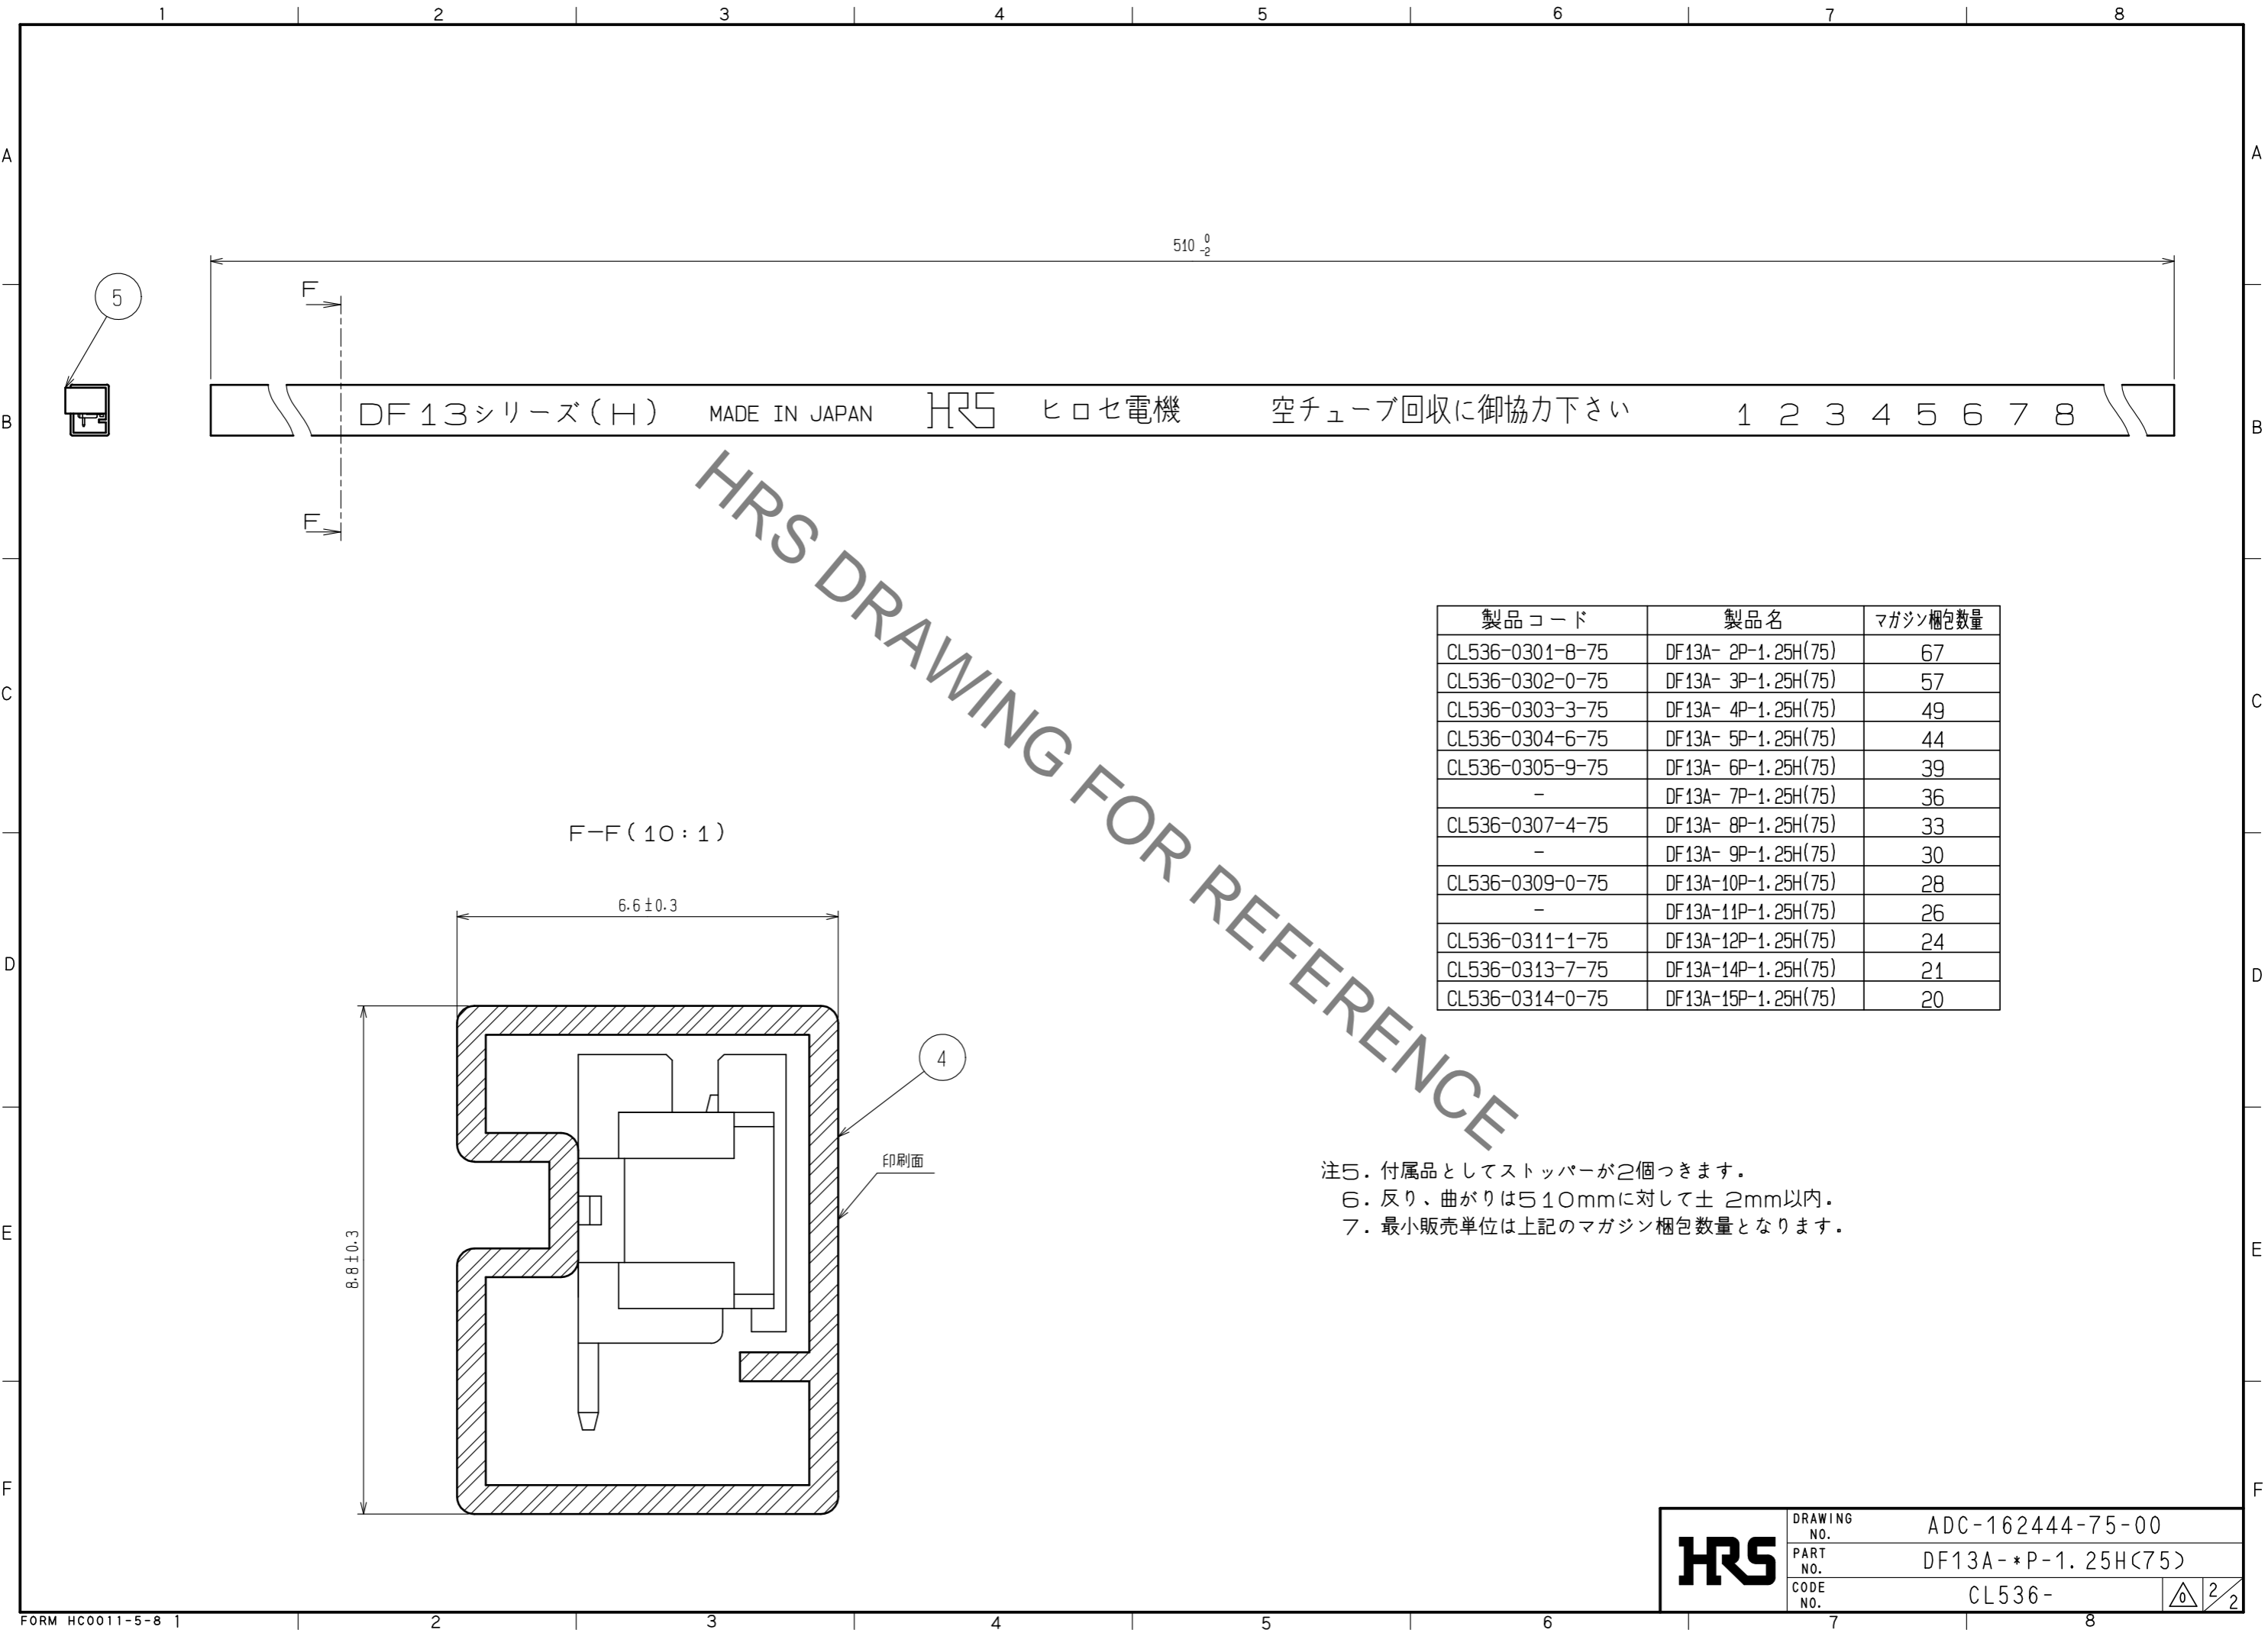 1 2 3 4 5 6 7 8
A A
510 0 -2
5
F
B B
DF13シリーズ(H) MADE IN JAPAN HRS ヒロセ電機 空チューブ回収に御協力下さい 1 2 3 4 5 6 7 8
F
HRS DRAWING FOR REFERENCE
製品コード 製品名 マガジン梱包数量
CL536-0301-8-75 DF13A- 2P-1.25H(75) 67
CL536-0302-0-75 DF13A- 3P-1.25H(75) 57
CL536-0303-3-75 DF13A- 4P-1.25H(75) 49
CL536-0304-6-75 DF13A- 5P-1.25H(75) 44
CL536-0305-9-75 DF13A- 6P-1.25H(75) 39
- DF13A- 7P-1.25H(75) 36
CL536-0307-4-75 DF13A- 8P-1.25H(75) 33
- DF13A- 9P-1.25H(75) 30
CL536-0309-0-75 DF13A-10P-1.25H(75) 28
- DF13A-11P-1.25H(75) 26
CL536-0311-1-75 DF13A-12P-1.25H(75) 24
CL536-0313-7-75 DF13A-14P-1.25H(75) 21
CL536-0314-0-75 DF13A-15P-1.25H(75) 20
C C
F-F(10:1)
6.6±0.3
D D
4
印刷面
8.8±0.3
注5. 付属品としてストッパーが2個つきます.
6. 反り、曲がりは510mmに対して± 2mm以内.
7. 最小販売単位は上記のマガジン梱包数量となります.
E E
F F
HRS
DRAWING NO. ADC-162444-75-00
PART NO. DF13A-*P-1.25H(75)
CODE NO. CL536- 0 2/2
FORM HC0011-5-8 1 2 3 4 5 6 7 8